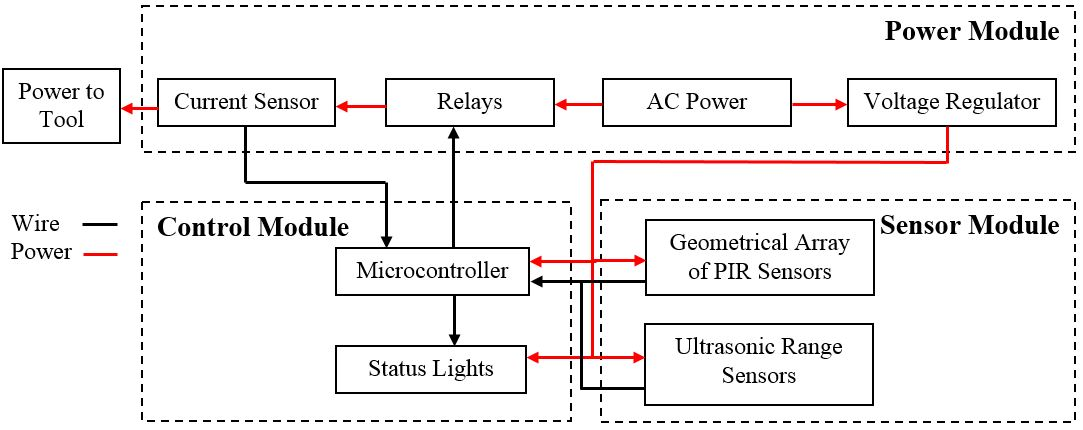 Power Module
Power to
Tool
Current Sensor
Relays
AC Power
Voltage Regulator
Wire
Power
Control Module
Microcontroller
Status Lights
Sensor Module
Geometrical Array
of PIR Sensors
Ultrasonic Range
Sensors